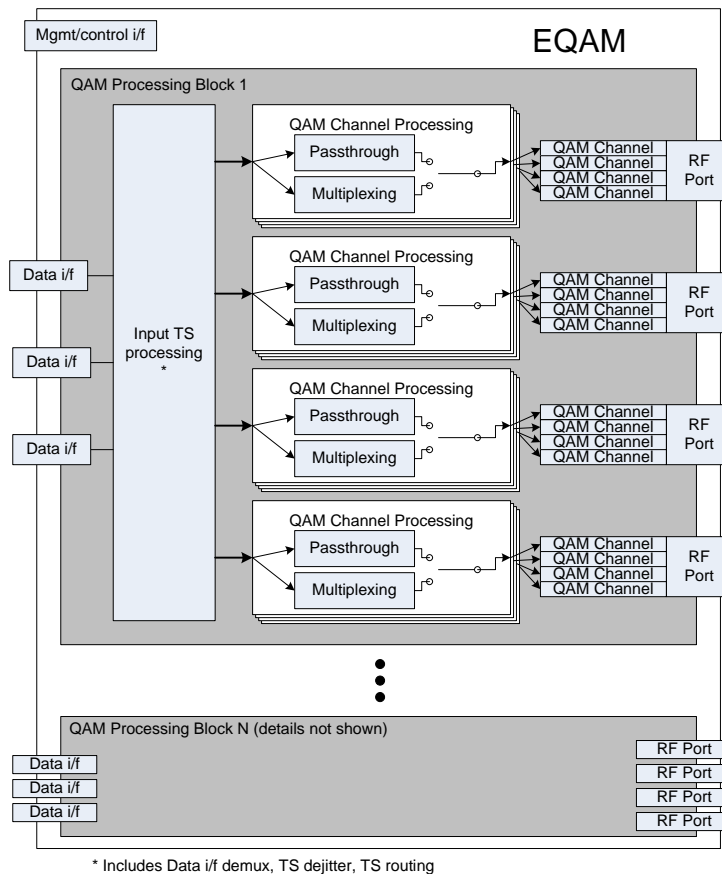 Mgmt/control i/f
EQAM
QAM Processing Block 1
Data i/f
Data i/f
Data i/f
Input TS
processing
*
QAM Channel Processing
Passthrough
Multiplexing
QAM Channel
QAM Channel
QAM Channel
QAM Channel
RF
Port
QAM Channel Processing
Passthrough
Multiplexing
QAM Channel
QAM Channel
QAM Channel
QAM Channel
RF
Port
QAM Channel Processing
Passthrough
Multiplexing
QAM Channel
QAM Channel
QAM Channel
QAM Channel
RF
Port
QAM Channel Processing
Passthrough
Multiplexing
QAM Channel
QAM Channel
QAM Channel
QAM Channel
RF
Port
QAM Processing Block N (details not shown)
Data i/f
Data i/f
Data i/f
RF Port
RF Port
RF Port
RF Port
* Includes Data i/f demux, TS dejitter, TS routing